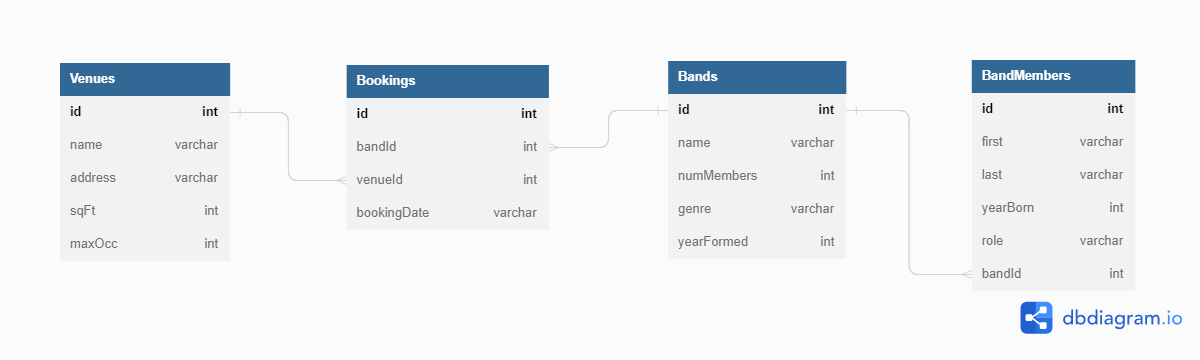 Venues
id int
name varchar
address varchar
sqFt int
maxOcc int
Bookings
id int
bandId int
venueId int
bookingDate varchar
Bands
id int
name varchar
numMembers int
genre varchar
yearFormed int
BandMembers
id int
first varchar
last varchar
yearBorn int
role varchar
bandId int
dbdiagram.io